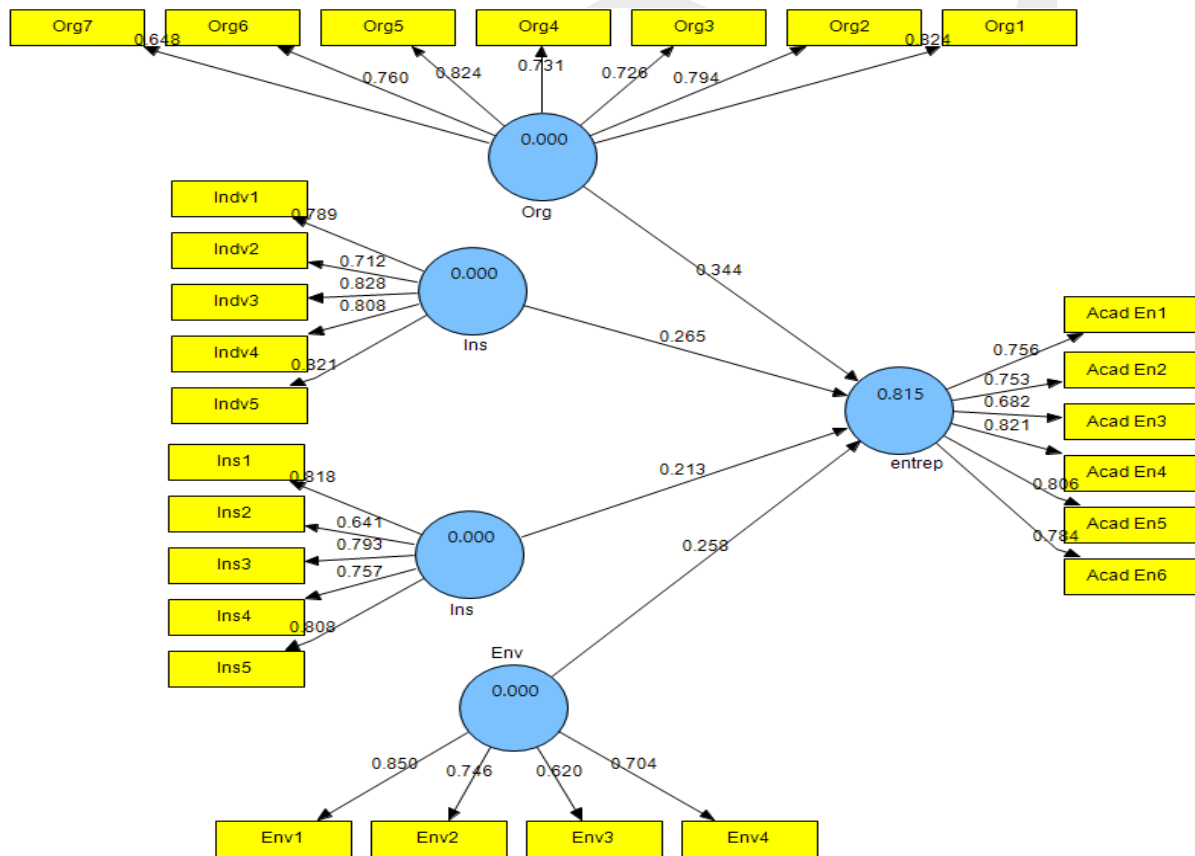 Org7 Org6 Org5 Org4 Org3 Org2 Org1
0.648 0.760 0.824 0.731 0.726 0.794 0.824
0.000
Org
Indv1
Indv2
Indv3
Indv4
Indv5
0.789
0.712
0.828
0.808
0.821
0.000
Ins
0.344
0.265
Ins1
Ins2
Ins3
Ins4
Ins5
0.818
0.641
0.793
0.757
0.808
0.000
Ins
0.213
0.258
0.815
entrep
0.756
0.753
0.682
0.821
0.806
0.784
Acad En1
Acad En2
Acad En3
Acad En4
Acad En5
Acad En6
Env
0.000
0.850 0.746 0.620 0.704
Env1 Env2 Env3 Env4